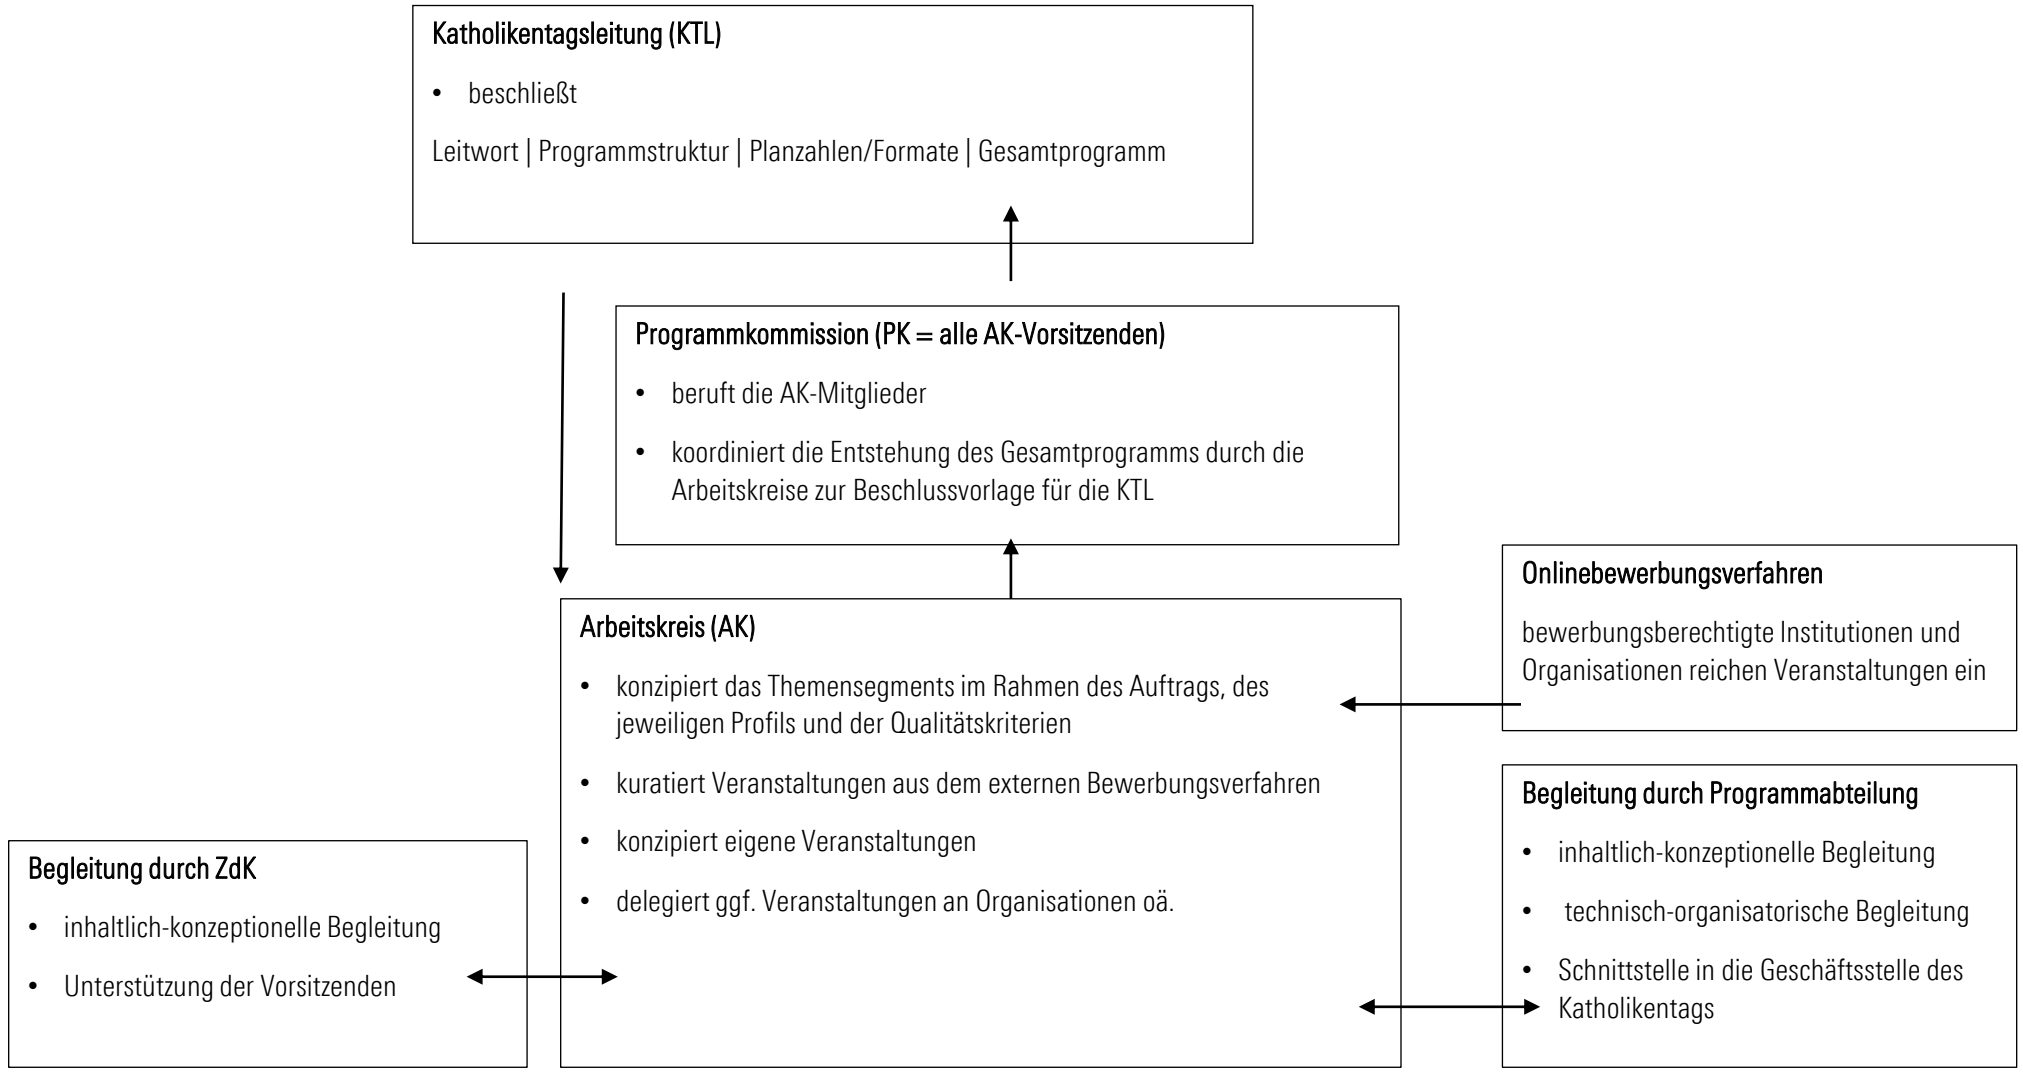 Katholikentagsleitung (KTL)
• beschließt
Leitwort | Programmstruktur | Planzahlen/Formate | Gesamtprogramm
Programmkommission (PK = alle AK-Vorsitzenden)
• beruft die AK-Mitglieder
• koordiniert die Entstehung des Gesamtprogramms durch die
Arbeitskreise zur Beschlussvorlage für die KTL
Arbeitskreis (AK)
• konzipiert das Themensegments im Rahmen des Auftrags, des
jeweiligen Profils und der Qualitätskriterien
• kuratiert Veranstaltungen aus dem externen Bewerbungsverfahren
• konzipiert eigene Veranstaltungen
• delegiert ggf. Veranstaltungen an Organisationen oä.
Onlinebewerbungsverfahren
bewerbungsberechtigte Institutionen und
Organisationen reichen Veranstaltungen ein
Begleitung durch Programmabteilung
• inhaltlich-konzeptionelle Begleitung
• technisch-organisatorische Begleitung
• Schnittstelle in die Geschäftsstelle des
Katholikentags
Begleitung durch ZdK
• inhaltlich-konzeptionelle Begleitung
• Unterstützung der Vorsitzenden